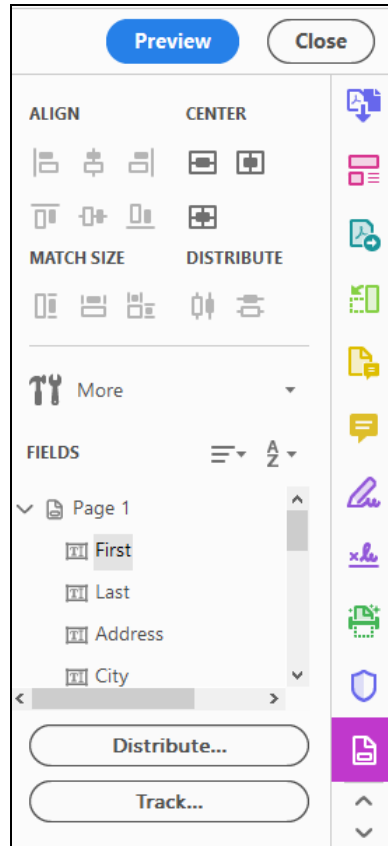 Preview Close
ALIGN CENTER
MATCH SIZE DISTRIBUTE
More
FIELDS
Page 1
First
Last
Address
City
Distribute...
Track...